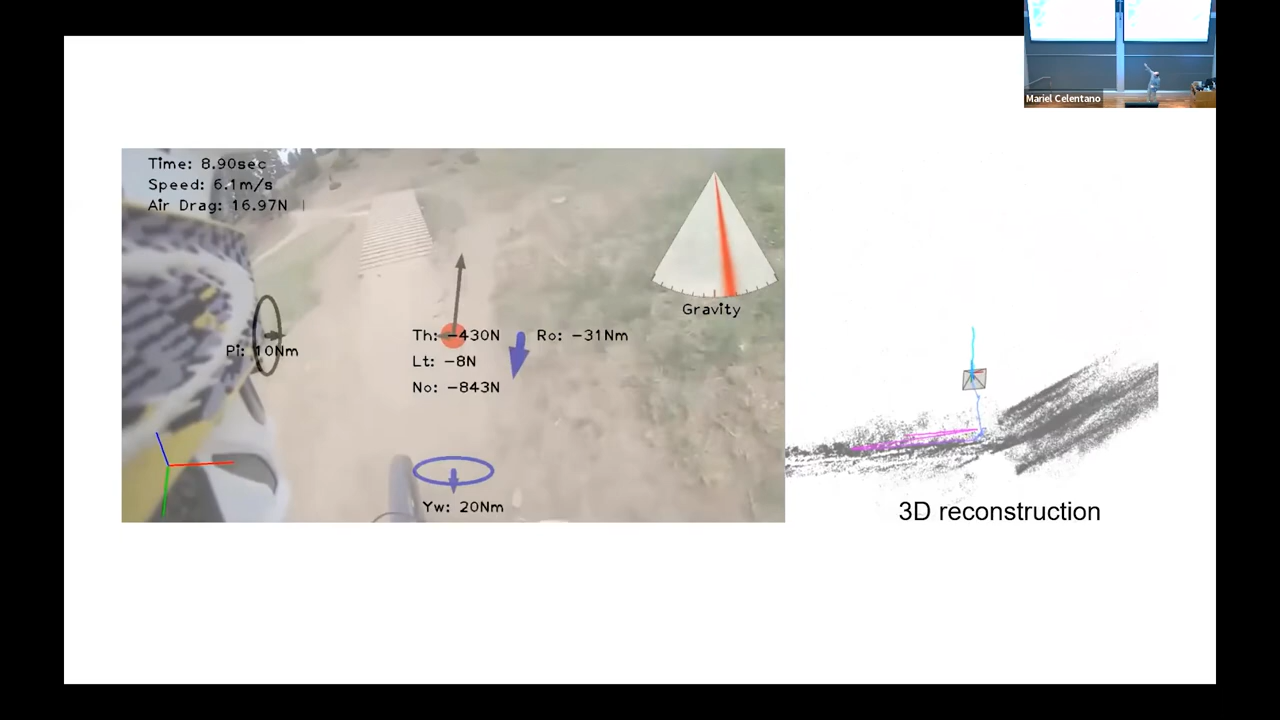 Mariel Celentano
Time: 8.90sec
Speed: 6.1m/s
Air Drag: 16.97N
Gravity
Th: -430N
Ro: -31Nm
Pi: 10Nm
Lt: -8N
No: -843N
Yw: 20Nm
3D reconstruction